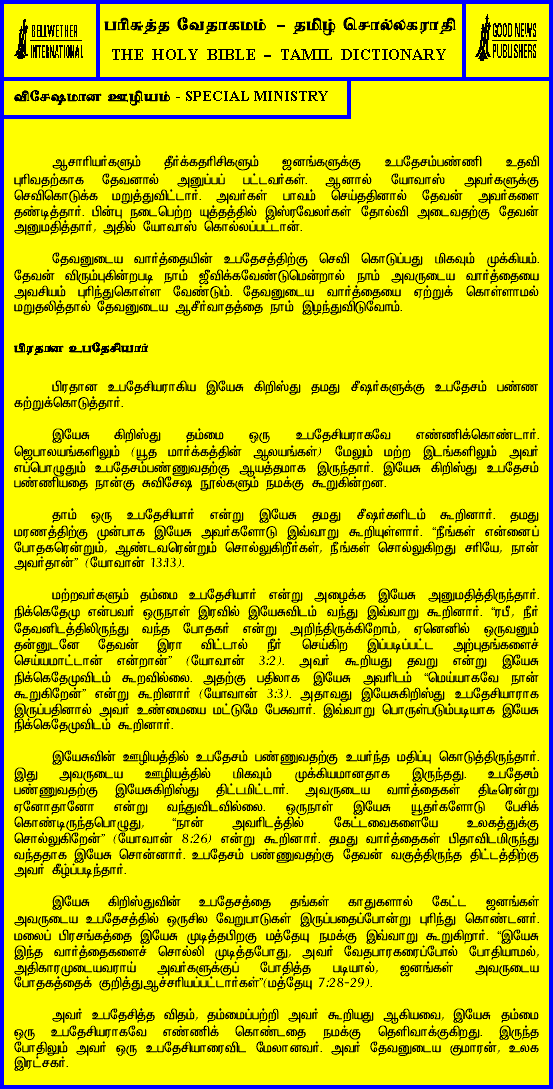 BELLWETHER
INTERNATIONAL
பரிசுத்த வேதாகமம் – தமிழ் சொல்லகராதி
THE HOLY BIBLE – TAMIL DICTIONARY
GOOD NEWS
PUBLISHERS
விசேஷமான ஊழியம் - SPECIAL MINISTRY
ஆசாரியர்களும் தீர்க்கதரிசிகளும் ஜனங்களுக்கு உபதேசம்பண்ணி உதவி
புரிவதற்காக தேவனால் அனுப்பப் பட்டவர்கள். ஆனால் யோவாஸ் அவர்களுக்கு
செவிகொடுக்க மறுத்துவிட்டார். அவர்கள் பாவம் செய்ததினால் தேவன் அவர்களை
தண்டித்தார். பின்பு நடைபெற்ற யுத்தத்தில் இஸ்ரவேலர்கள் தோல்வி அடைவதற்கு தேவன்
அனுமதித்தார், அதில் யோவாஸ் கொல்லப்பட்டான்.
தேவனுடைய வார்த்தையின் உபதேசத்திற்கு செவி கொடுப்பது மிகவும் முக்கியம்.
தேவன் விரும்புகின்றபடி நாம் ஜீவிக்கவேண்டுமென்றால் நாம் அவருடைய வார்த்தையை
அவசியம் புரிந்துகொள்ள வேண்டும். தேவனுடைய வார்த்தையை ஏற்றுக் கொள்ளாமல்
மறுதலித்தால் தேவனுடைய ஆசீர்வாதத்தை நாம் இழந்துவிடுவோம்.
பிரதான உபதேசியார்
பிரதான உபதேசியராகிய இயேசு கிறிஸ்து தமது சீஷர்களுக்கு உபதேசம் பண்ண
கற்றுக்கொடுத்தார்.
இயேசு கிறிஸ்து தம்மை ஒரு உபதேசியராகவே எண்ணிக்கொண்டார்.
ஜெபாலயங்களிலும் (யூத மார்க்கத்தின் ஆலயங்கள்) மேலும் மற்ற இடங்களிலும் அவர்
எப்பொழுதும் உபதேசம்பண்ணுவதற்கு ஆயத்தமாக இருந்தார். இயேசு கிறிஸ்து உபதேசம்
பண்ணியதை நான்கு சுவிசேஷ நூல்களும் நமக்கு கூறுகின்றன.
தாம் ஒரு உபதேசியார் என்று இயேசு தமது சீஷர்களிடம் கூறினார். தமது
மரணத்திற்கு முன்பாக இயேசு அவர்களோடு இவ்வாறு கூறியுள்ளார். “நீங்கள் என்னைப்
போதகரென்றும், ஆண்டவரென்றும் சொல்லுகிறீர்கள், நீங்கள் சொல்லுகிறது சரியே, நான்
அவர்தான்” (யோவான் 13:13).
மற்றவர்களும் தம்மை உபதேசியார் என்று அழைக்க இயேசு அனுமதித்திருந்தார்.
நிக்கெதேமு என்பவர் ஒருநாள் இரவில் இயேசுவிடம் வந்து இவ்வாறு கூறினார். “ரபீ, நீர்
தேவனிடத்திலிருந்து வந்த போதகர் என்று அறிந்திருக்கிறோம், ஏனெனில் ஒருவனும்
தன்னுடனே தேவன் இரா விட்டால் நீர் செய்கிற இப்படிப்பட்ட அற்புதங்களைச்
செய்யமாட்டான் என்றான்” (யோவான் 3:2). அவர் கூறியது தவறு என்று இயேசு
நிக்கெதேமுவிடம் கூறவில்லை. அதற்கு பதிலாக இயேசு அவரிடம் “மெய்யாகவே நான்
கூறுகிறேன்” என்று கூறினார் (யோவான் 3:3). அதாவது இயேசுகிறிஸ்து உபதேசியாராக
இருப்பதினால் அவர் உண்மையை மட்டுமே பேசுவார். இவ்வாறு பொருள்படும்படியாக இயேசு
நிக்கெதேமுவிடம் கூறினார்.
இயேசுவின் ஊழியத்தில் உபதேசம் பண்ணுவதற்கு உயர்ந்த மதிப்பு கொடுத்திருந்தார்.
இது அவருடைய ஊழியத்தில் மிகவும் முக்கியமானதாக இருந்தது. உபதேசம்
பண்ணுவதற்கு இயேசுகிறிஸ்து திட்டமிட்டார். அவருடைய வார்த்தைகள் திடீரென்று
ஏனோதானோ என்று வந்துவிடவில்லை. ஒருநாள் இயேசு யூதர்களோடு பேசிக்
கொண்டிருந்தபொழுது, “நான் அவரிடத்தில் கேட்டவைகளையே உலகத்துக்கு
சொல்லுகிறேன்” (யோவான் 8:26) என்று கூறினார். தமது வார்த்தைகள் பிதாவிடமிருந்து
வந்ததாக இயேசு சொன்னார். உபதேசம் பண்ணுவதற்கு தேவன் வகுத்திருந்த திட்டத்திற்கு
அவர் கீழ்ப்படிந்தார்.
இயேசு கிறிஸ்துவின் உபதேசத்தை தங்கள் காதுகளால் கேட்ட ஜனங்கள்
அவருடைய உபதேசத்தில் ஒருசில வேறுபாடுகள் இருப்பதைப்போன்று புரிந்து கொண்டனர்.
மலைப் பிரசங்கத்தை இயேசு முடித்தபிறகு மத்தேயு நமக்கு இவ்வாறு கூறுகிறார். “இயேசு
இந்த வார்த்தைகளைச் சொல்லி முடித்தபோது, அவர் வேதபாரகரைப்போல் போதியாமல்,
அதிகாரமுடையவராய் அவர்களுக்குப் போதித்த படியால், ஜனங்கள் அவருடைய
போதகத்தைக் குறித்துஆச்சரியப்பட்டார்கள்”(மத்தேயு 7:28-29).
அவர் உபதேசித்த விதம், தம்மைப்பற்றி அவர் கூறியது ஆகியவை, இயேசு தம்மை
ஒரு உபதேசியராகவே எண்ணிக் கொண்டதை நமக்கு தெளிவாக்குகிறது. இருந்த
போதிலும் அவர் ஒரு உபதேசியாரைவிட மேலானவர். அவர் தேவனுடைய குமாரன், உலக
இரட்சகர்.